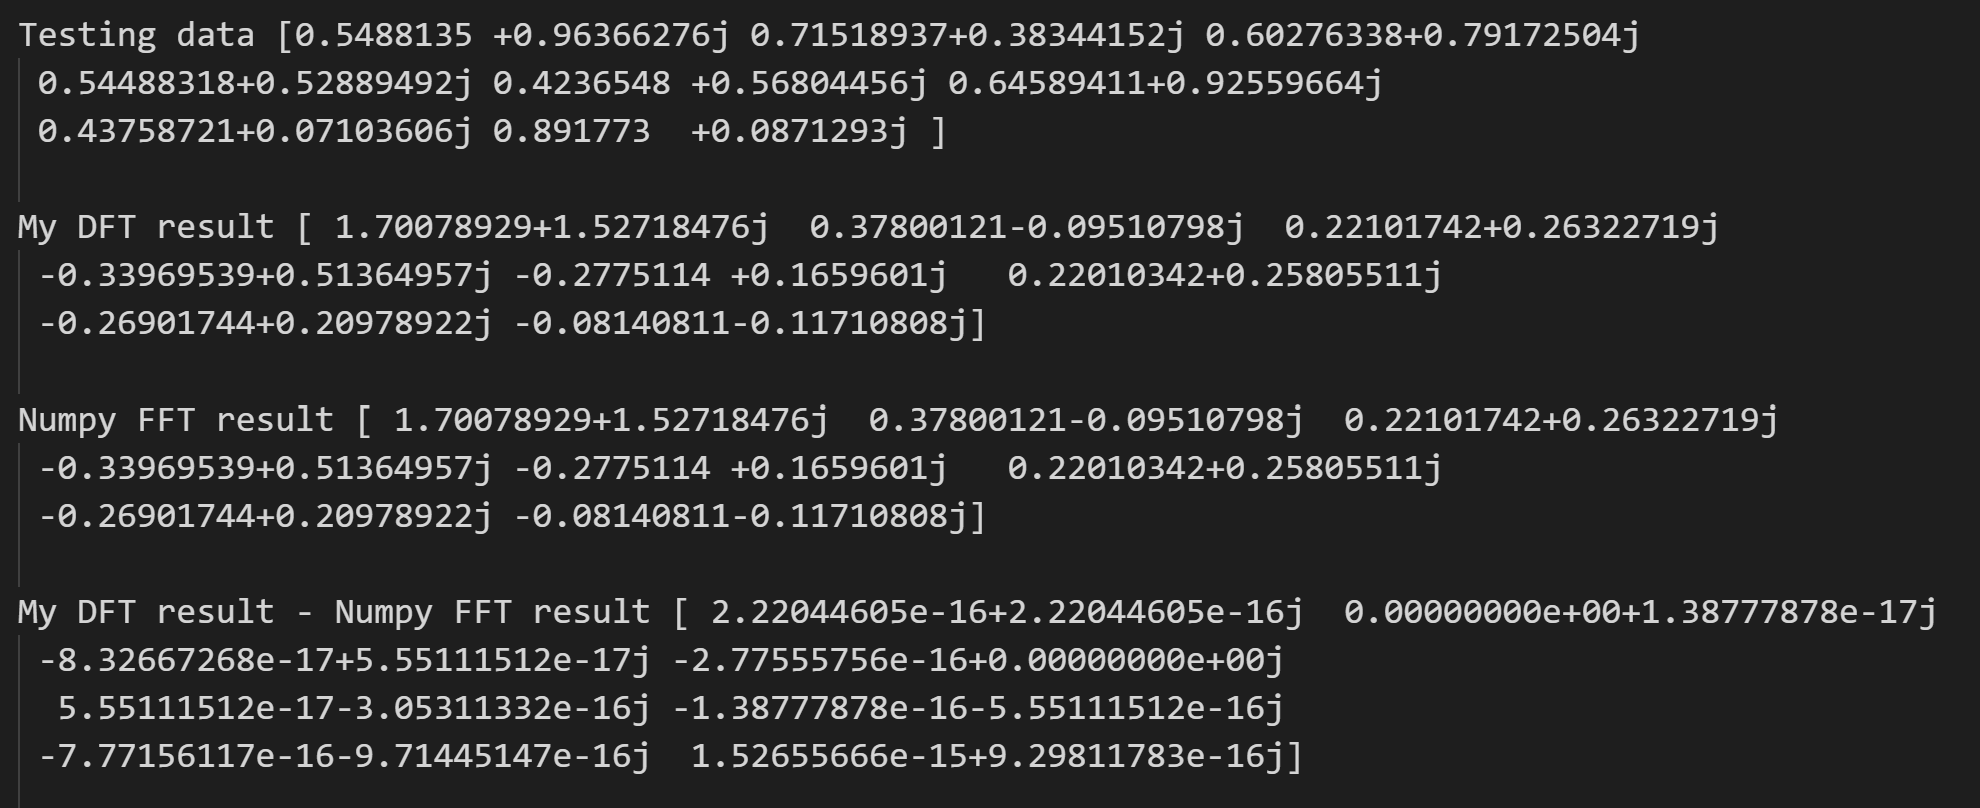 Testing data [0.5488135 +0.96366276j 0.71518937+0.38344152j 0.60276338+0.79172504j
 0.54488318+0.52889492j 0.4236548 +0.56804456j 0.64589411+0.92559664j
 0.43758721+0.07103606j 0.891773  +0.0871293j ]
My DFT result [ 1.70078929+1.52718476j  0.37800121-0.09510798j  0.22101742+0.26322719j
 -0.33969539+0.51364957j -0.2775114 +0.1659601j   0.22010342+0.25805511j
 -0.26901744+0.20978922j -0.08140811-0.11710808j]
Numpy FFT result [ 1.70078929+1.52718476j  0.37800121-0.09510798j  0.22101742+0.26322719j
 -0.33969539+0.51364957j -0.2775114 +0.1659601j   0.22010342+0.25805511j
 -0.26901744+0.20978922j -0.08140811-0.11710808j]
My DFT result - Numpy FFT result [ 2.22044605e-16+2.22044605e-16j  0.00000000e+00+1.38777878e-17j
 -8.32667268e-17+5.55111512e-17j -2.77555756e-16+0.00000000e+00j
  5.55111512e-17-3.05311332e-16j -1.38777878e-16-5.55111512e-16j
 -7.77156117e-16-9.71445147e-16j  1.52655666e-15+9.29811783e-16j]